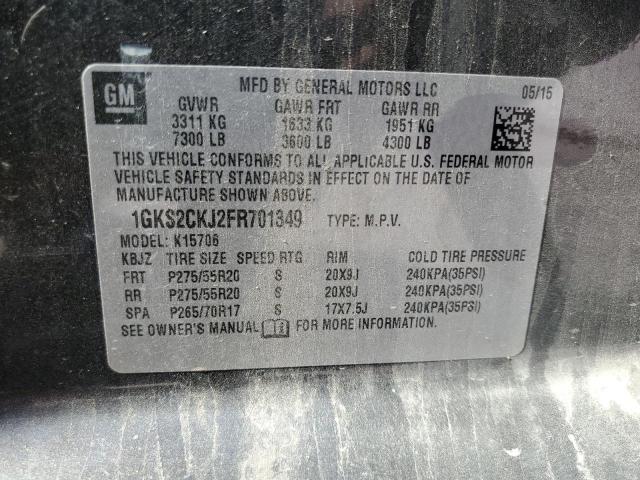 GM
MFD BY GENERAL MOTORS LLC 05/15
GVWR GAWR FRT GAWR RR
3311 KG 1633 KG 1951 KG
7300 LB 3600 LB 4300 LB
THIS VEHICLE CONFORMS TO ALL APPLICABLE U.S. FEDERAL MOTOR
VEHICLE SAFETY STANDARDS IN EFFECT ON THE DATE OF
MANUFACTURE SHOWN ABOVE.
1GKS2CKJ2FR701349 TYPE: M.P.V.
MODEL: K15706
KBJZ TIRE SIZE SPEED RTG RIM COLD TIRE PRESSURE
FRT P275/55R20 S 20X9J 240KPA(35PSI)
RR P275/55R20 S 20X9J 240KPA(35PSI)
SPA P265/70R17 S 17X7.5J 240KPA(35PSI)
SEE OWNER'S MANUAL FOR MORE INFORMATION.